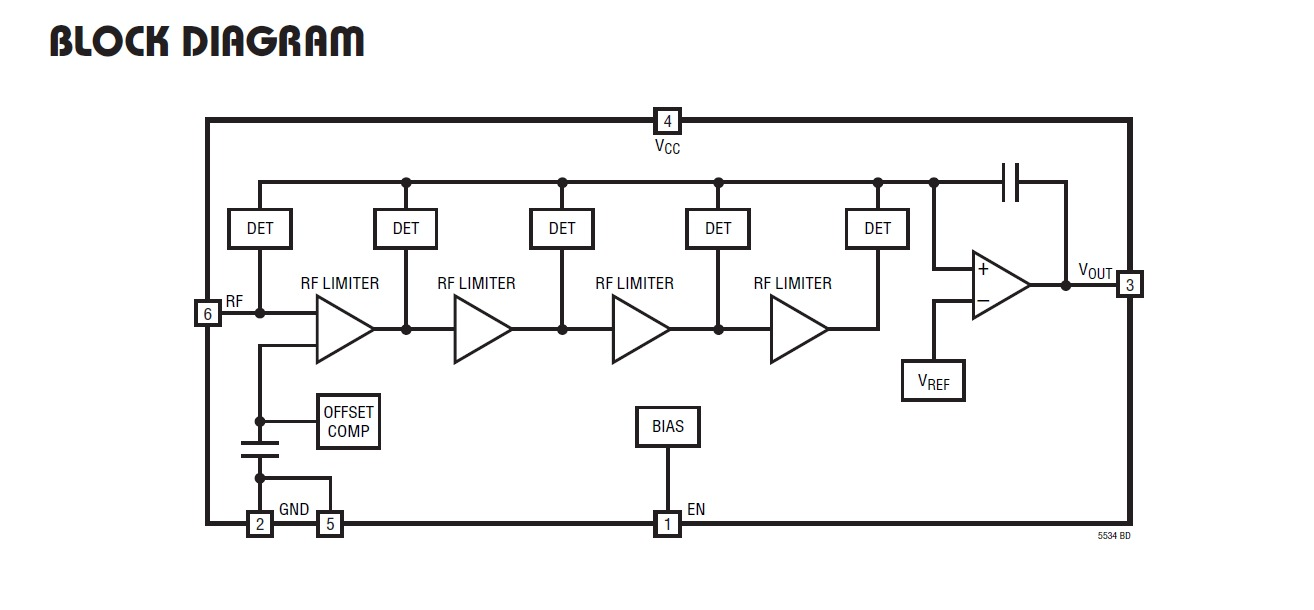 BLOCK DIAGRAM
4
VCC
DET
DET
DET
DET
DET
RF LIMITER
RF LIMITER
RF LIMITER
RF LIMITER
+
−
VOUT
3
6
RF
VREF
OFFSET
COMP
BIAS
GND
EN
2
5
1
5534 BD